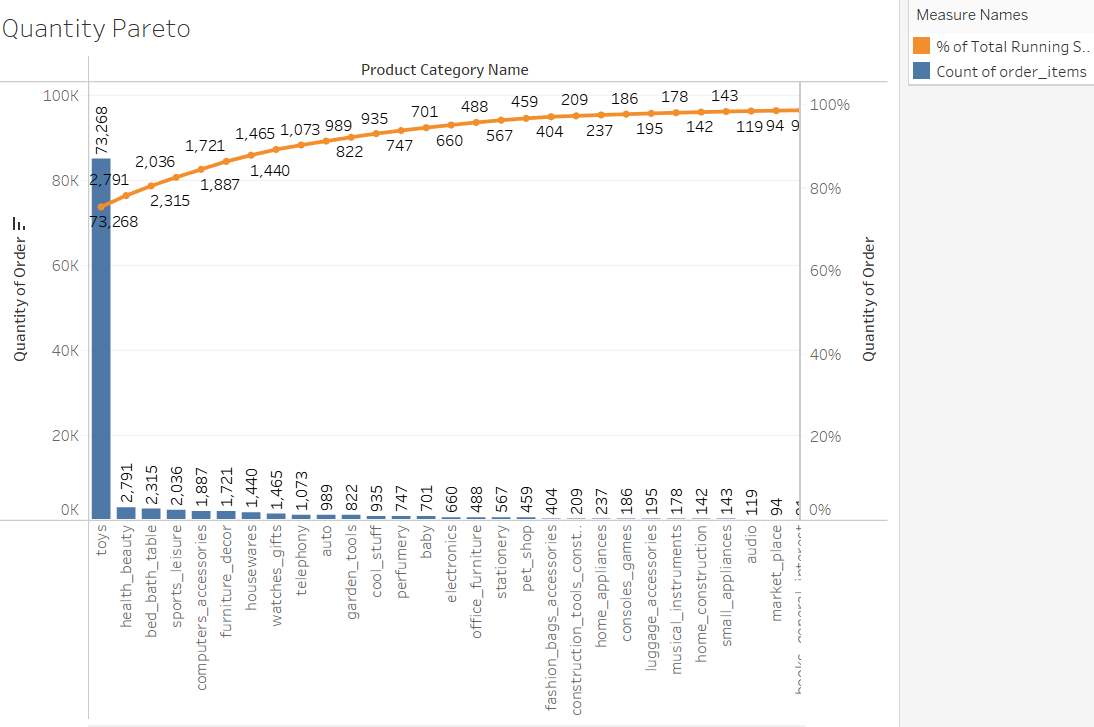 Quantity Pareto
Product Category Name
Measure Names
% of Total Running S..
Count of order_items
Quantity of Order
100K
80K
60K
40K
20K
0K
73,268
2,791
2,036
1,721
1,465
1,073
989
935
701
488
459
209
186
178
143
73,268
2,315
1,887
1,440
822
747
660
567
404
237
195
142
119
94
9
100%
80%
60%
40%
20%
0%
Quantity of Order
73,268
2,791
2,315
2,036
1,887
1,721
1,440
1,465
1,073
989
822
935
747
701
660
488
567
459
404
209
237
186
195
178
142
143
119
94
toys
health_beauty
bed_bath_table
sports_leisure
computers_accessories
furniture_decor
housewares
watches_gifts
telephony
auto
garden_tools
cool_stuff
perfumery
baby
electronics
office_furniture
stationery
pet_shop
fashion_bags_accessories
construction_tools_const..
home_appliances
consoles_games
luggage_accessories
musical_instruments
home_construction
small_appliances
audio
market_place